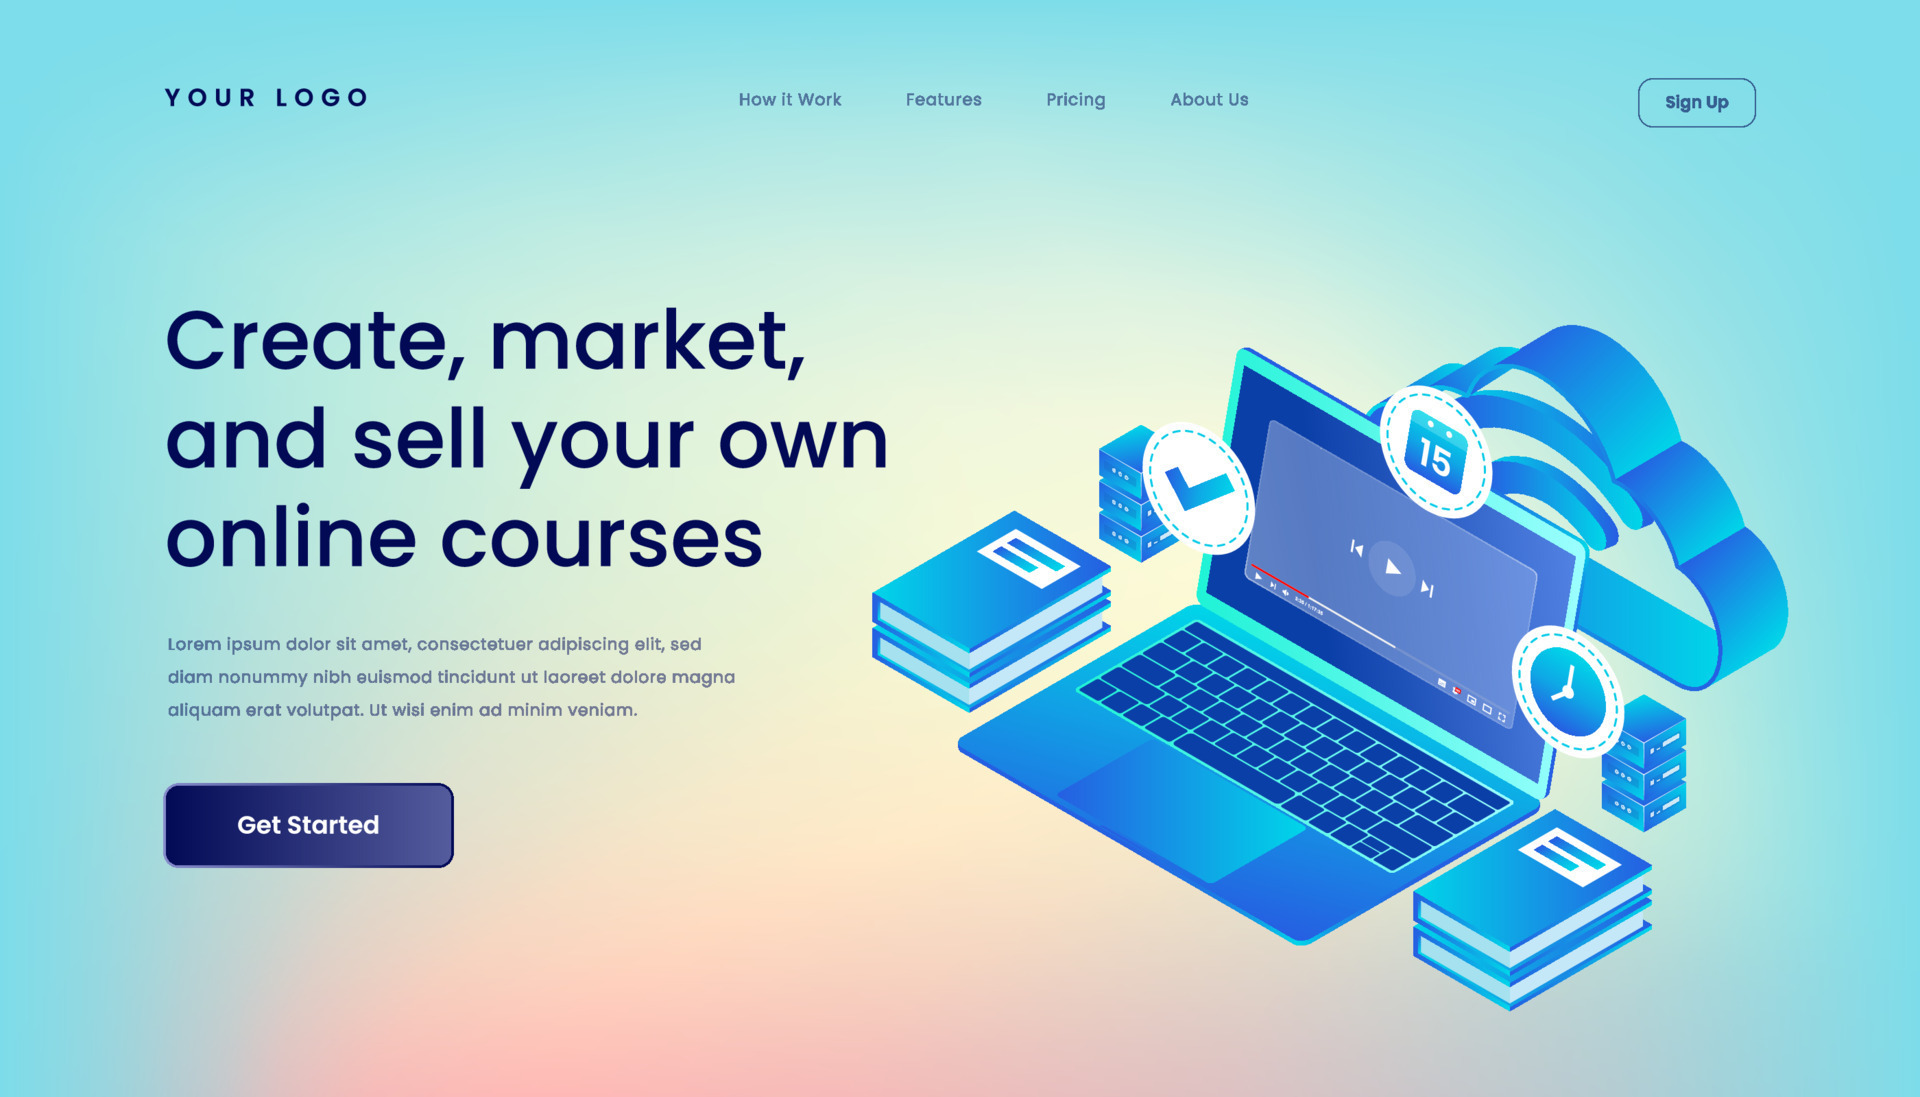 YOUR LOGO
How it Work
Features
Pricing
About Us
Sign Up
Create, market,
and sell your own
online courses
Lorem ipsum dolor sit amet, consectetuer adipiscing elit, sed
diam nonummy nibh euismod tincidunt ut laoreet dolore magna
aliquam erat volutpat. Ut wisi enim ad minim veniam.
Get Started
15